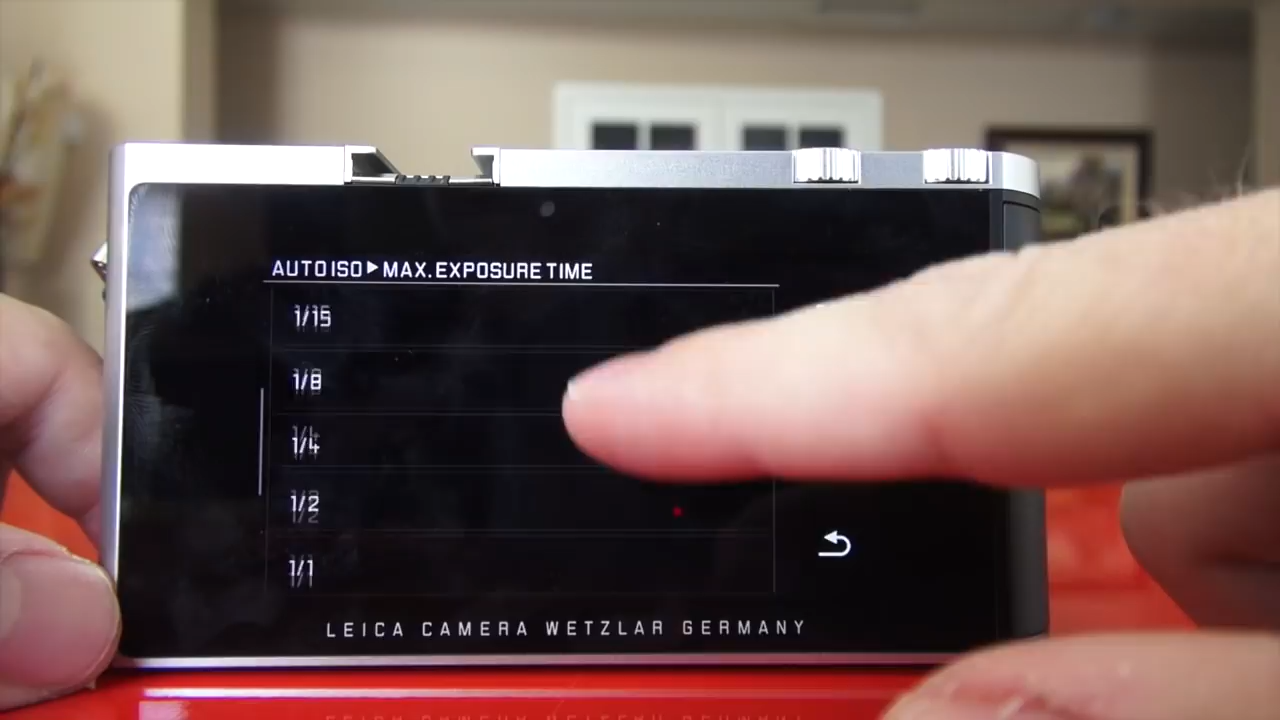 AUTO ISO▶MAX.EXPOSURE TIME
1/15
1/8
1/4
1/2
1/1
LEICA CAMERA WETZLAR GERMANY